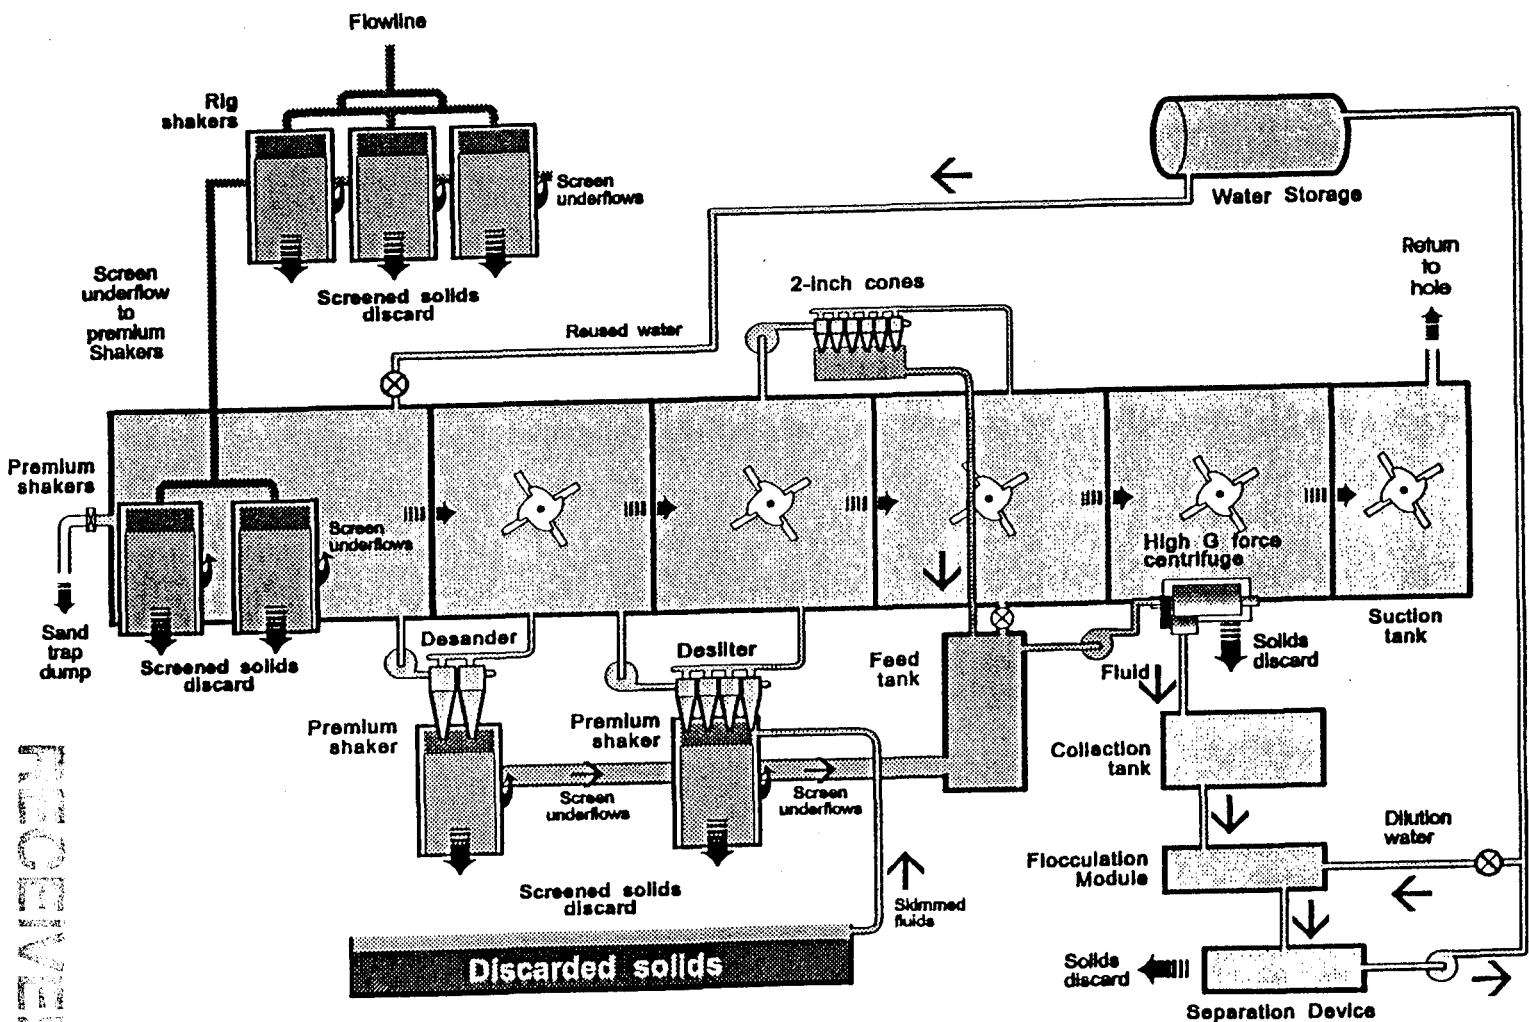 Flowline
Rig
shakers
Screen
underflows
Water Storage
Return
to
hole
Screen
underflow
to
premium
Shakers
Screened solids
discard
2-inch cones
Reused water
Premium
shakers
Screen
underflows
High G force
centrifuge
Sand
trap
dump
Screened solids
discard
Desander
Desilter
Feed
tank
Fluid
Solids
discard
Suction
tank
Premium
shaker
Premium
shaker
Collection
tank
Screen
underflows
Screen
underflows
Dilution
water
Flocculation
Module
Screened solids
discard
Skimmed
fluids
Discarded solids
Solids
discard
Separation Device